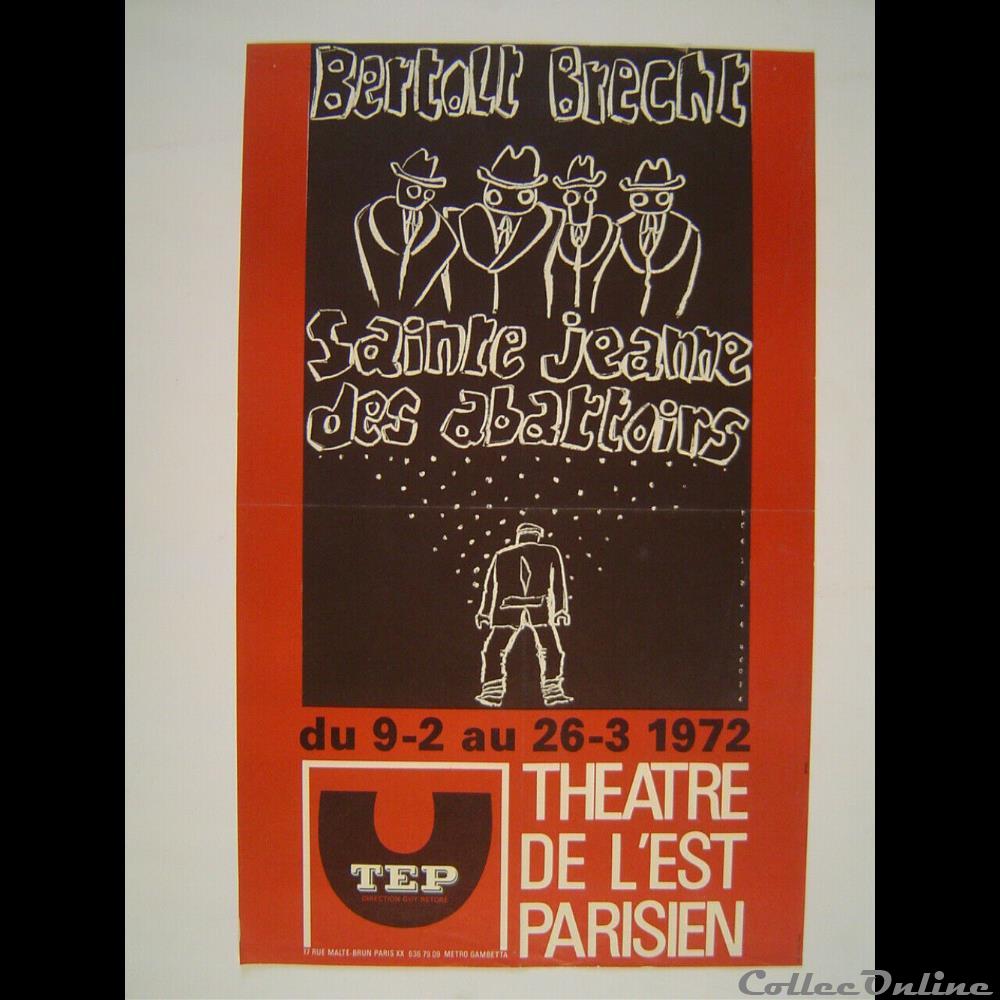 Bertolt Brecht
Sainte jeanne
des abattoirs
du 9-2 au 26-3 1972
THEATRE
DE L'EST
PARISIEN
TEP
DIRECTION GUY RETORE
17 RUE MALTE-BRUN PARIS XX 636 79 09 METRO GAMBETTA
CollecOnline